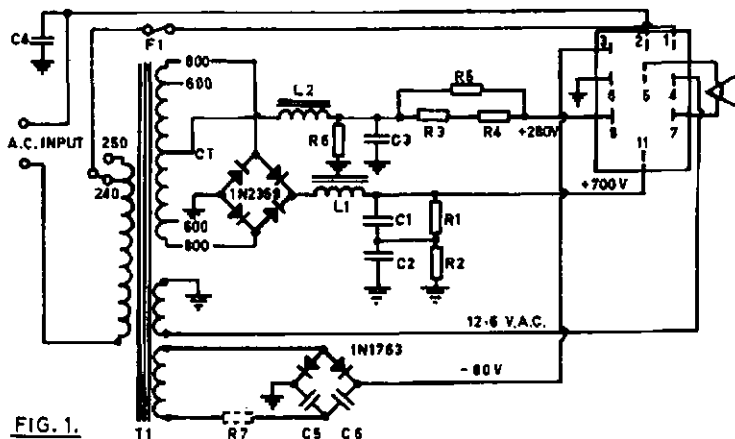 C4
F1
3
2
1
800
600
L2
R5
6
5
4
A.C. INPUT
250
CT
R6
C3
R3
R4
+280V
8
7
240
1N2369
L1
11
+700V
600
800
C1
R1
C2
R2
12·6 V.A.C.
1N1763
-80V
FIG. 1.
T1
R7
C5
C6